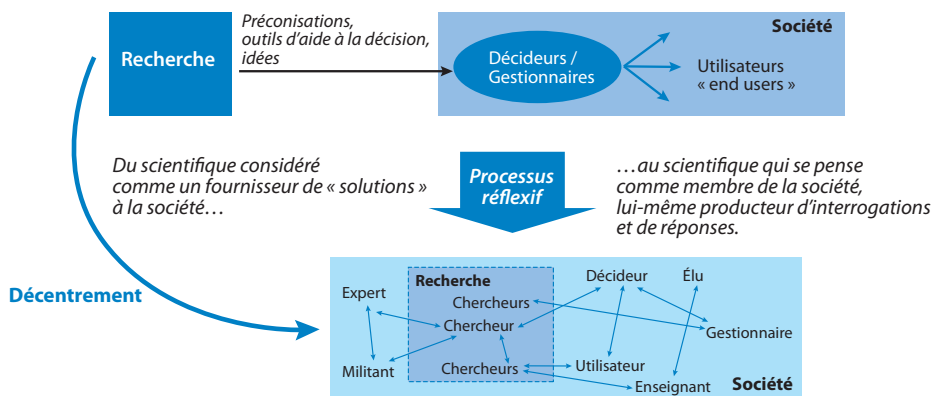 Préconisations,
outils d'aide à la décision,
idées
Recherche
Société
Décideurs /
Gestionnaires
Utilisateurs
« end users »
Du scientifique considéré
comme un fournisseur de « solutions »
à la société…
Processus
réflexif
…au scientifique qui se pense
comme membre de la société,
lui-même producteur d'interrogations
et de réponses.
Décentrement
Recherche
Décideur
Élu
Expert
Chercheurs
Chercheur
Gestionnaire
Militant
Chercheurs
Utilisateur
Enseignant
Société